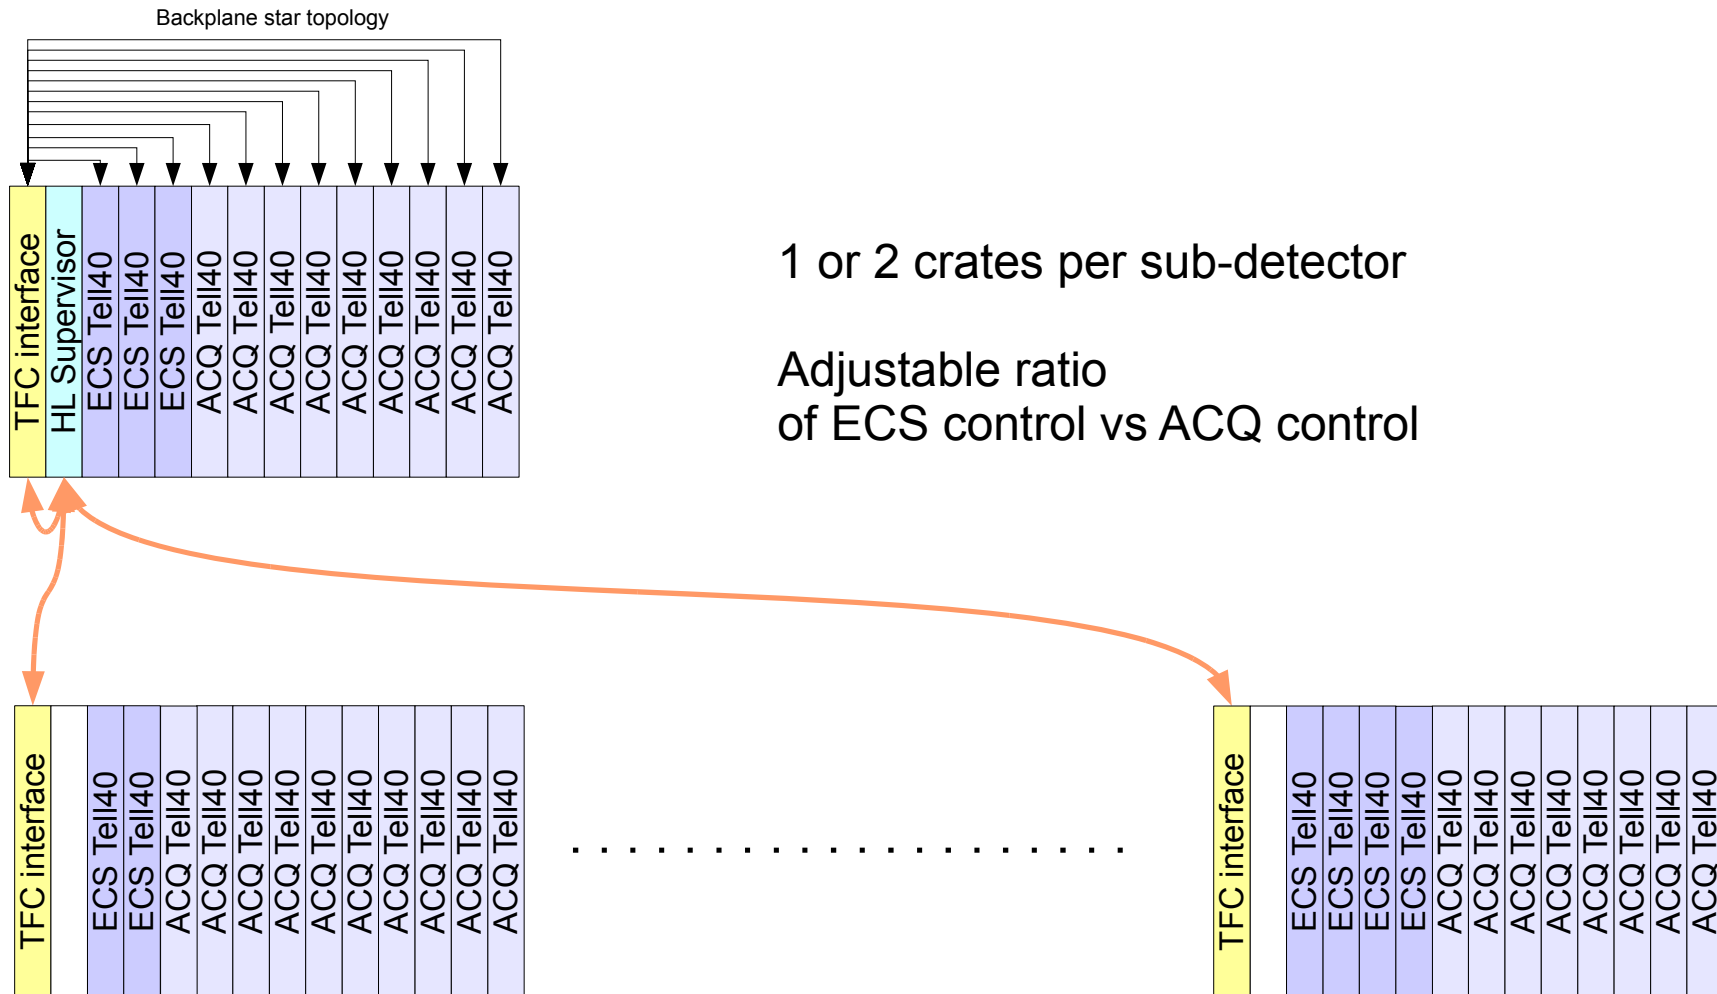 Backplane star topology
TFC interface
HL Supervisor
ECS Tell40
ECS Tell40
ECS Tell40
ACQ Tell40
ACQ Tell40
ACQ Tell40
ACQ Tell40
ACQ Tell40
ACQ Tell40
ACQ Tell40
ACQ Tell40
ACQ Tell40
1 or 2 crates per sub-detector
Adjustable ratio
of ECS control vs ACQ control
TFC interface
ECS Tell40
ECS Tell40
ACQ Tell40
ACQ Tell40
ACQ Tell40
ACQ Tell40
ACQ Tell40
ACQ Tell40
ACQ Tell40
ACQ Tell40
ACQ Tell40
ACQ Tell40
. . . . . . . . . . . . . . . . . . . .
TFC interface
ECS Tell40
ECS Tell40
ECS Tell40
ECS Tell40
ACQ Tell40
ACQ Tell40
ACQ Tell40
ACQ Tell40
ACQ Tell40
ACQ Tell40
ACQ Tell40
ACQ Tell40